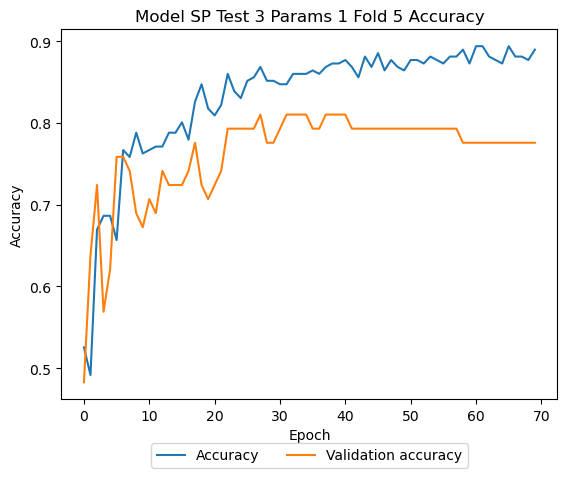 Model SP Test 3 Params 1 Fold 5 Accuracy
0.9
0.8
0.7
0.6
0.5
Accuracy
0 10 20 30 40 50 60 70
Epoch
Accuracy Validation accuracy